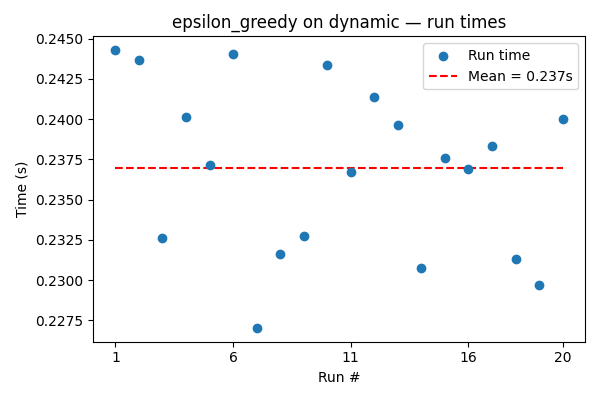 epsilon_greedy on dynamic — run times
Time (s)
0.2450
0.2425
0.2400
0.2375
0.2350
0.2325
0.2300
0.2275
Run time
Mean = 0.237s
1 6 11 16 20
Run #